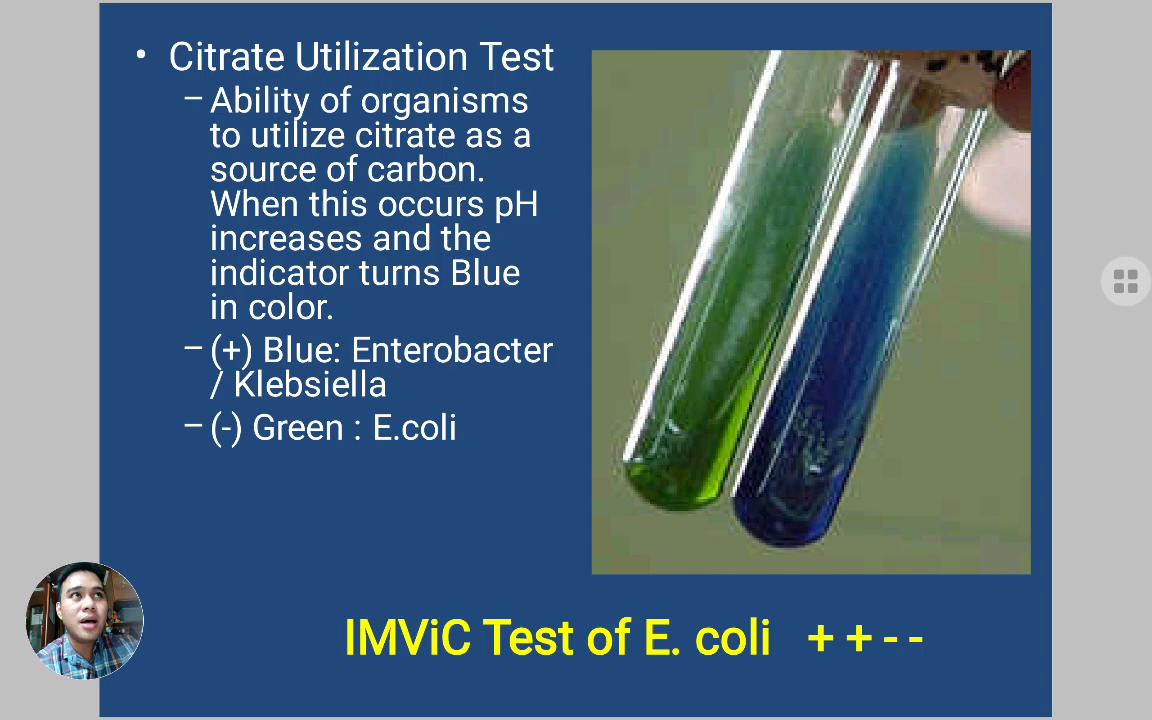 • Citrate Utilization Test
– Ability of organisms
to utilize citrate as a
source of carbon.
When this occurs pH
increases and the
indicator turns Blue
in color.
– (+) Blue: Enterobacter
/ Klebsiella
– (-) Green : E.coli
IMViC Test of E. coli + + - -